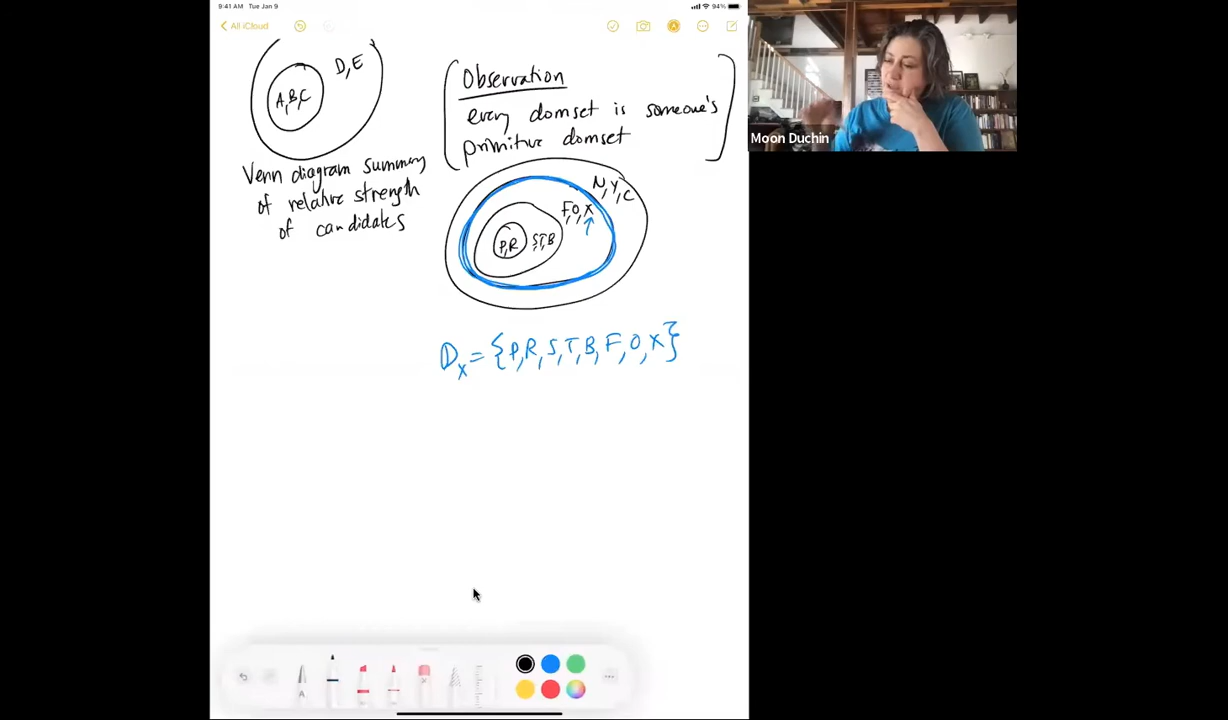 9:41 AM Tue Jan 9
94%
All iCloud
A,B,C
D,E
Venn diagram summary
of relative strength
of candidates
Observation
every domset is someone's
primitive domset
P,R
S,T,B
F,O,X
N,Y,C
D_X = {P,R,S,T,B,F,O,X}
A
Moon Duchin